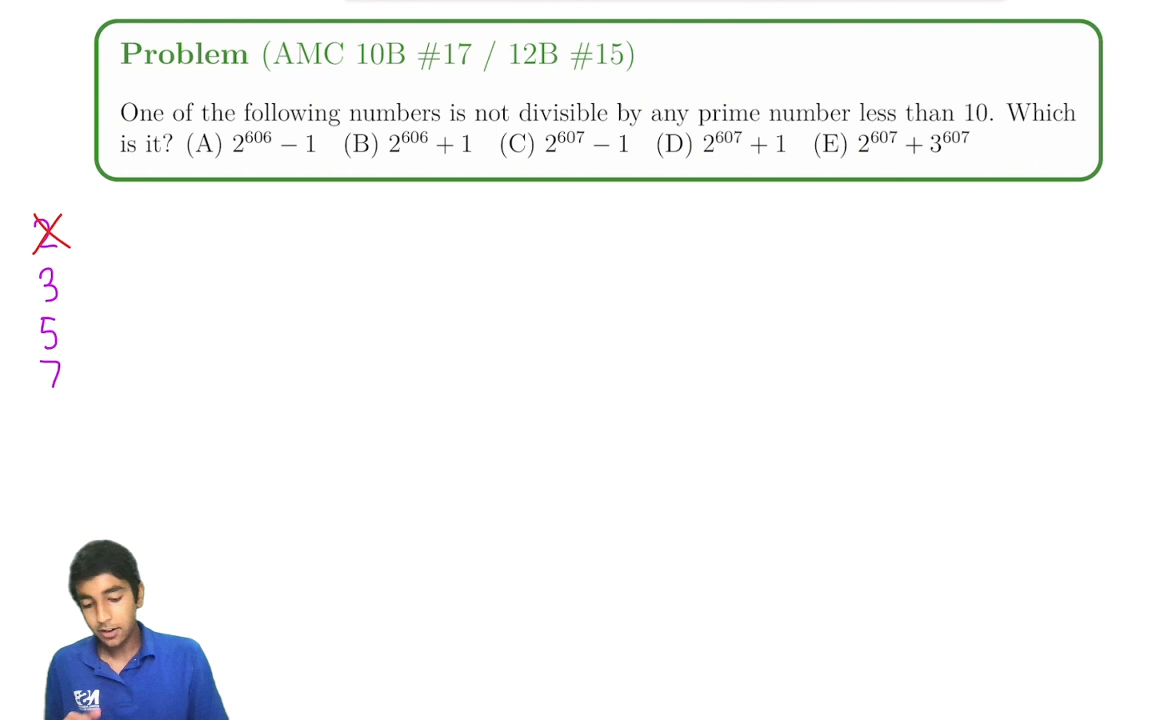 Problem (AMC 10B #17 / 12B #15)
One of the following numbers is not divisible by any prime number less than 10. Which
is it? (A) 2^606 − 1 (B) 2^606 + 1 (C) 2^607 − 1 (D) 2^607 + 1 (E) 2^607 + 3^607
2
3
5
7